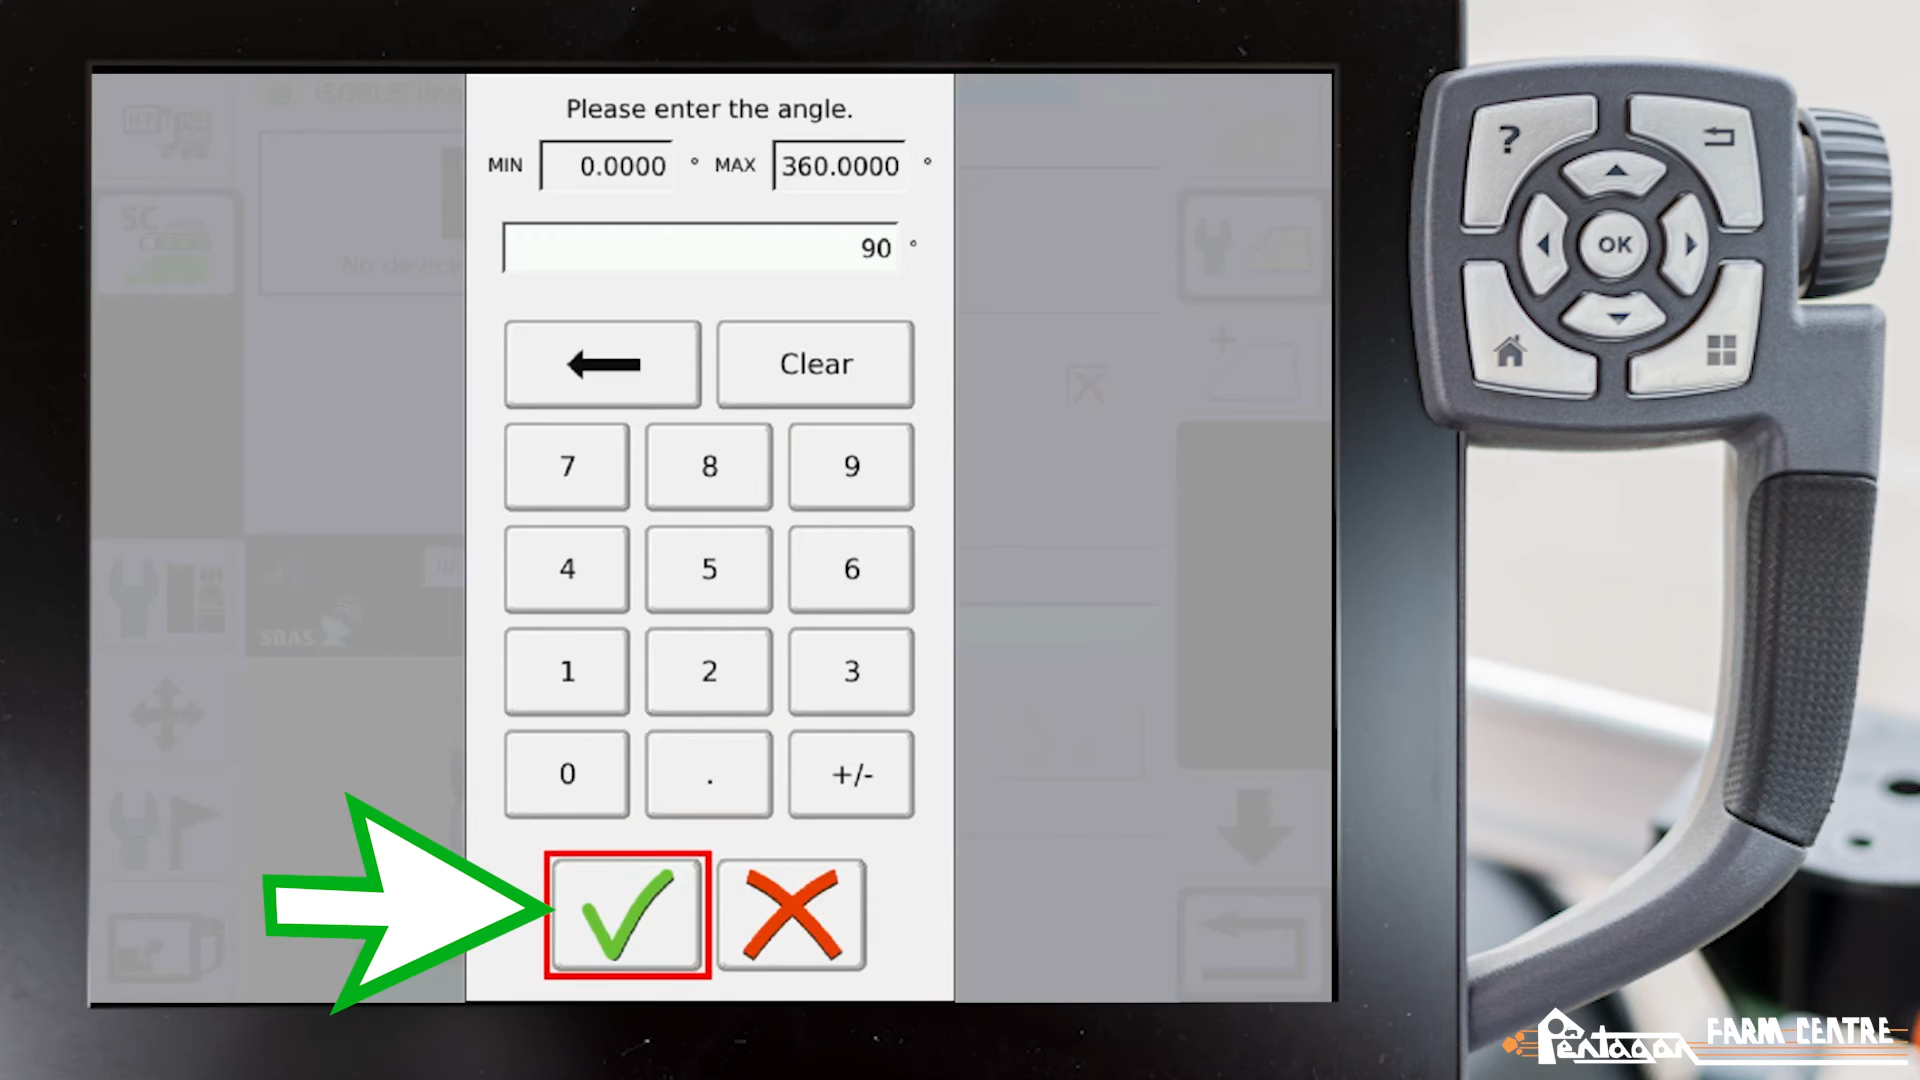 Please enter the angle.
MIN 0.0000 ° MAX 360.0000 °
90 °
Clear
7 8 9
4 5 6
1 2 3
0 . +/-
SC
No device
SBAS
?
OK
Pentagon FARM CENTRE